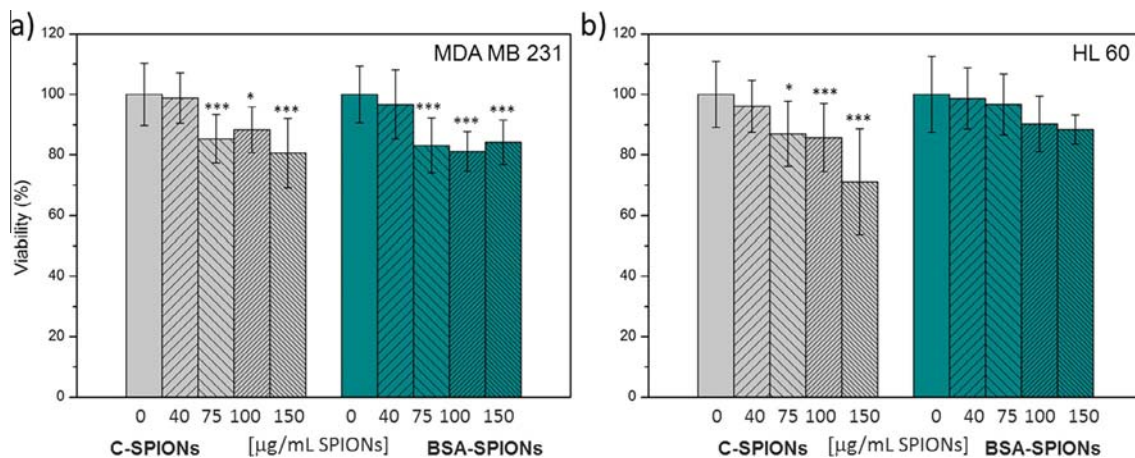 a)
MDA MB 231
Viability (%)
120
100
80
60
40
20
0
*** * *** *** *** ***
0 40 75 100 150 0 40 75 100 150
C-SPIONs [μg/mL SPIONs] BSA-SPIONs
b)
HL 60
120
100
80
60
40
20
0
* *** ***
0 40 75 100 150 0 40 75 100 150
C-SPIONs [μg/mL SPIONs] BSA-SPIONs